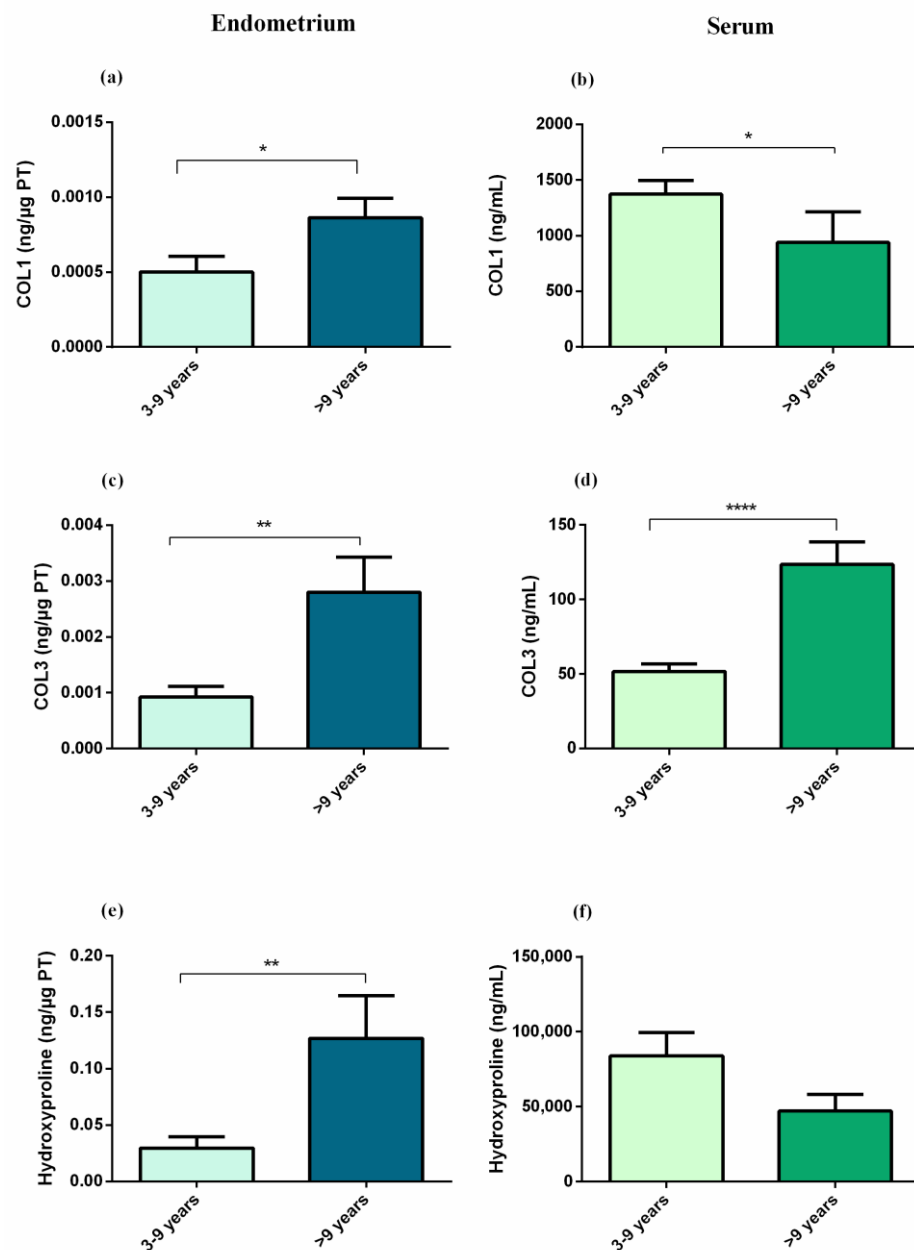 Endometrium
Serum
(a)
COL1 (ng/µg PT)
0.0015
0.0010
0.0005
0.0000
*
3-9 years
>9 years
(b)
COL1 (ng/mL)
2000
1500
1000
500
0
*
3-9 years
>9 years
(c)
COL3 (ng/µg PT)
0.004
0.003
0.002
0.001
0.000
**
3-9 years
>9 years
(d)
COL3 (ng/mL)
150
100
50
0
****
3-9 years
>9 years
(e)
Hydroxyproline (ng/µg PT)
0.20
0.15
0.10
0.05
0.00
**
3-9 years
>9 years
(f)
Hydroxyproline (ng/mL)
150,000
100,000
50,000
0
3-9 years
>9 years